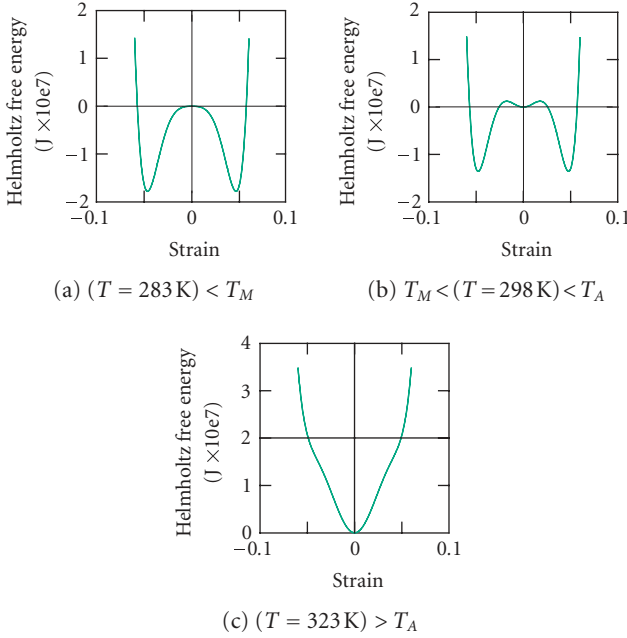 Helmholtz free energy
(J ×10e7)
2
1
0
−1
−2
−0.1
0
0.1
Strain
(a) (T = 283 K) < T_M
Helmholtz free energy
(J ×10e7)
2
1
0
−1
−2
−0.1
0
0.1
Strain
(b) T_M < (T = 298 K) < T_A
Helmholtz free energy
(J ×10e7)
4
3
2
1
0
−0.1
0
0.1
Strain
(c) (T = 323 K) > T_A